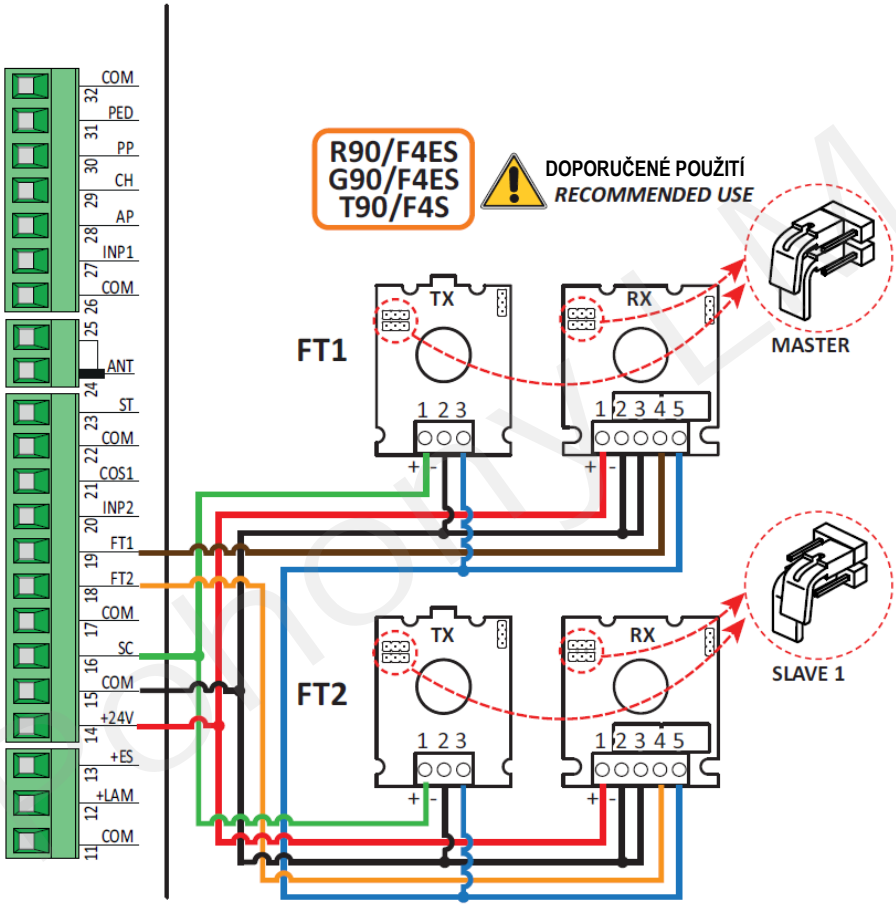 COM
32
PED
31
PP
30
CH
29
AP
28
INP1
27
COM
26
25
ANT
24
ST
23
COM
22
COS1
21
INP2
20
FT1
19
FT2
18
COM
17
SC
16
COM
15
+24V
14
+ES
13
+LAM
12
COM
11
R90/F4ES
G90/F4ES
T90/F4S
DOPORUČENÉ POUŽITÍ
RECOMMENDED USE
MASTER
FT1
TX
1 2 3
+ -
RX
1 2 3 4 5
+ -
SLAVE 1
FT2
TX
1 2 3
+ -
RX
1 2 3 4 5
+ -